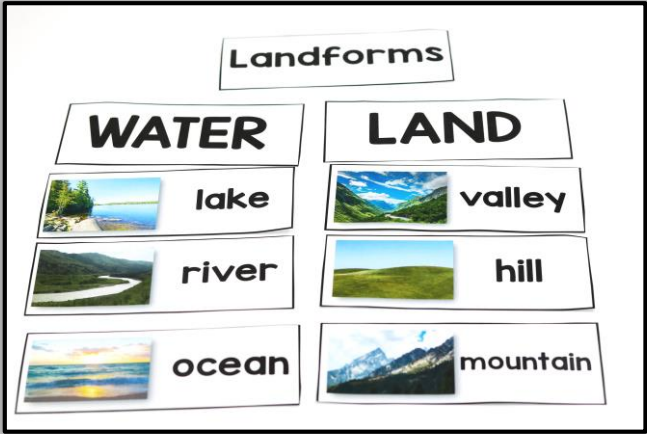 Landforms
WATER
LAND
lake
valley
river
hill
ocean
mountain